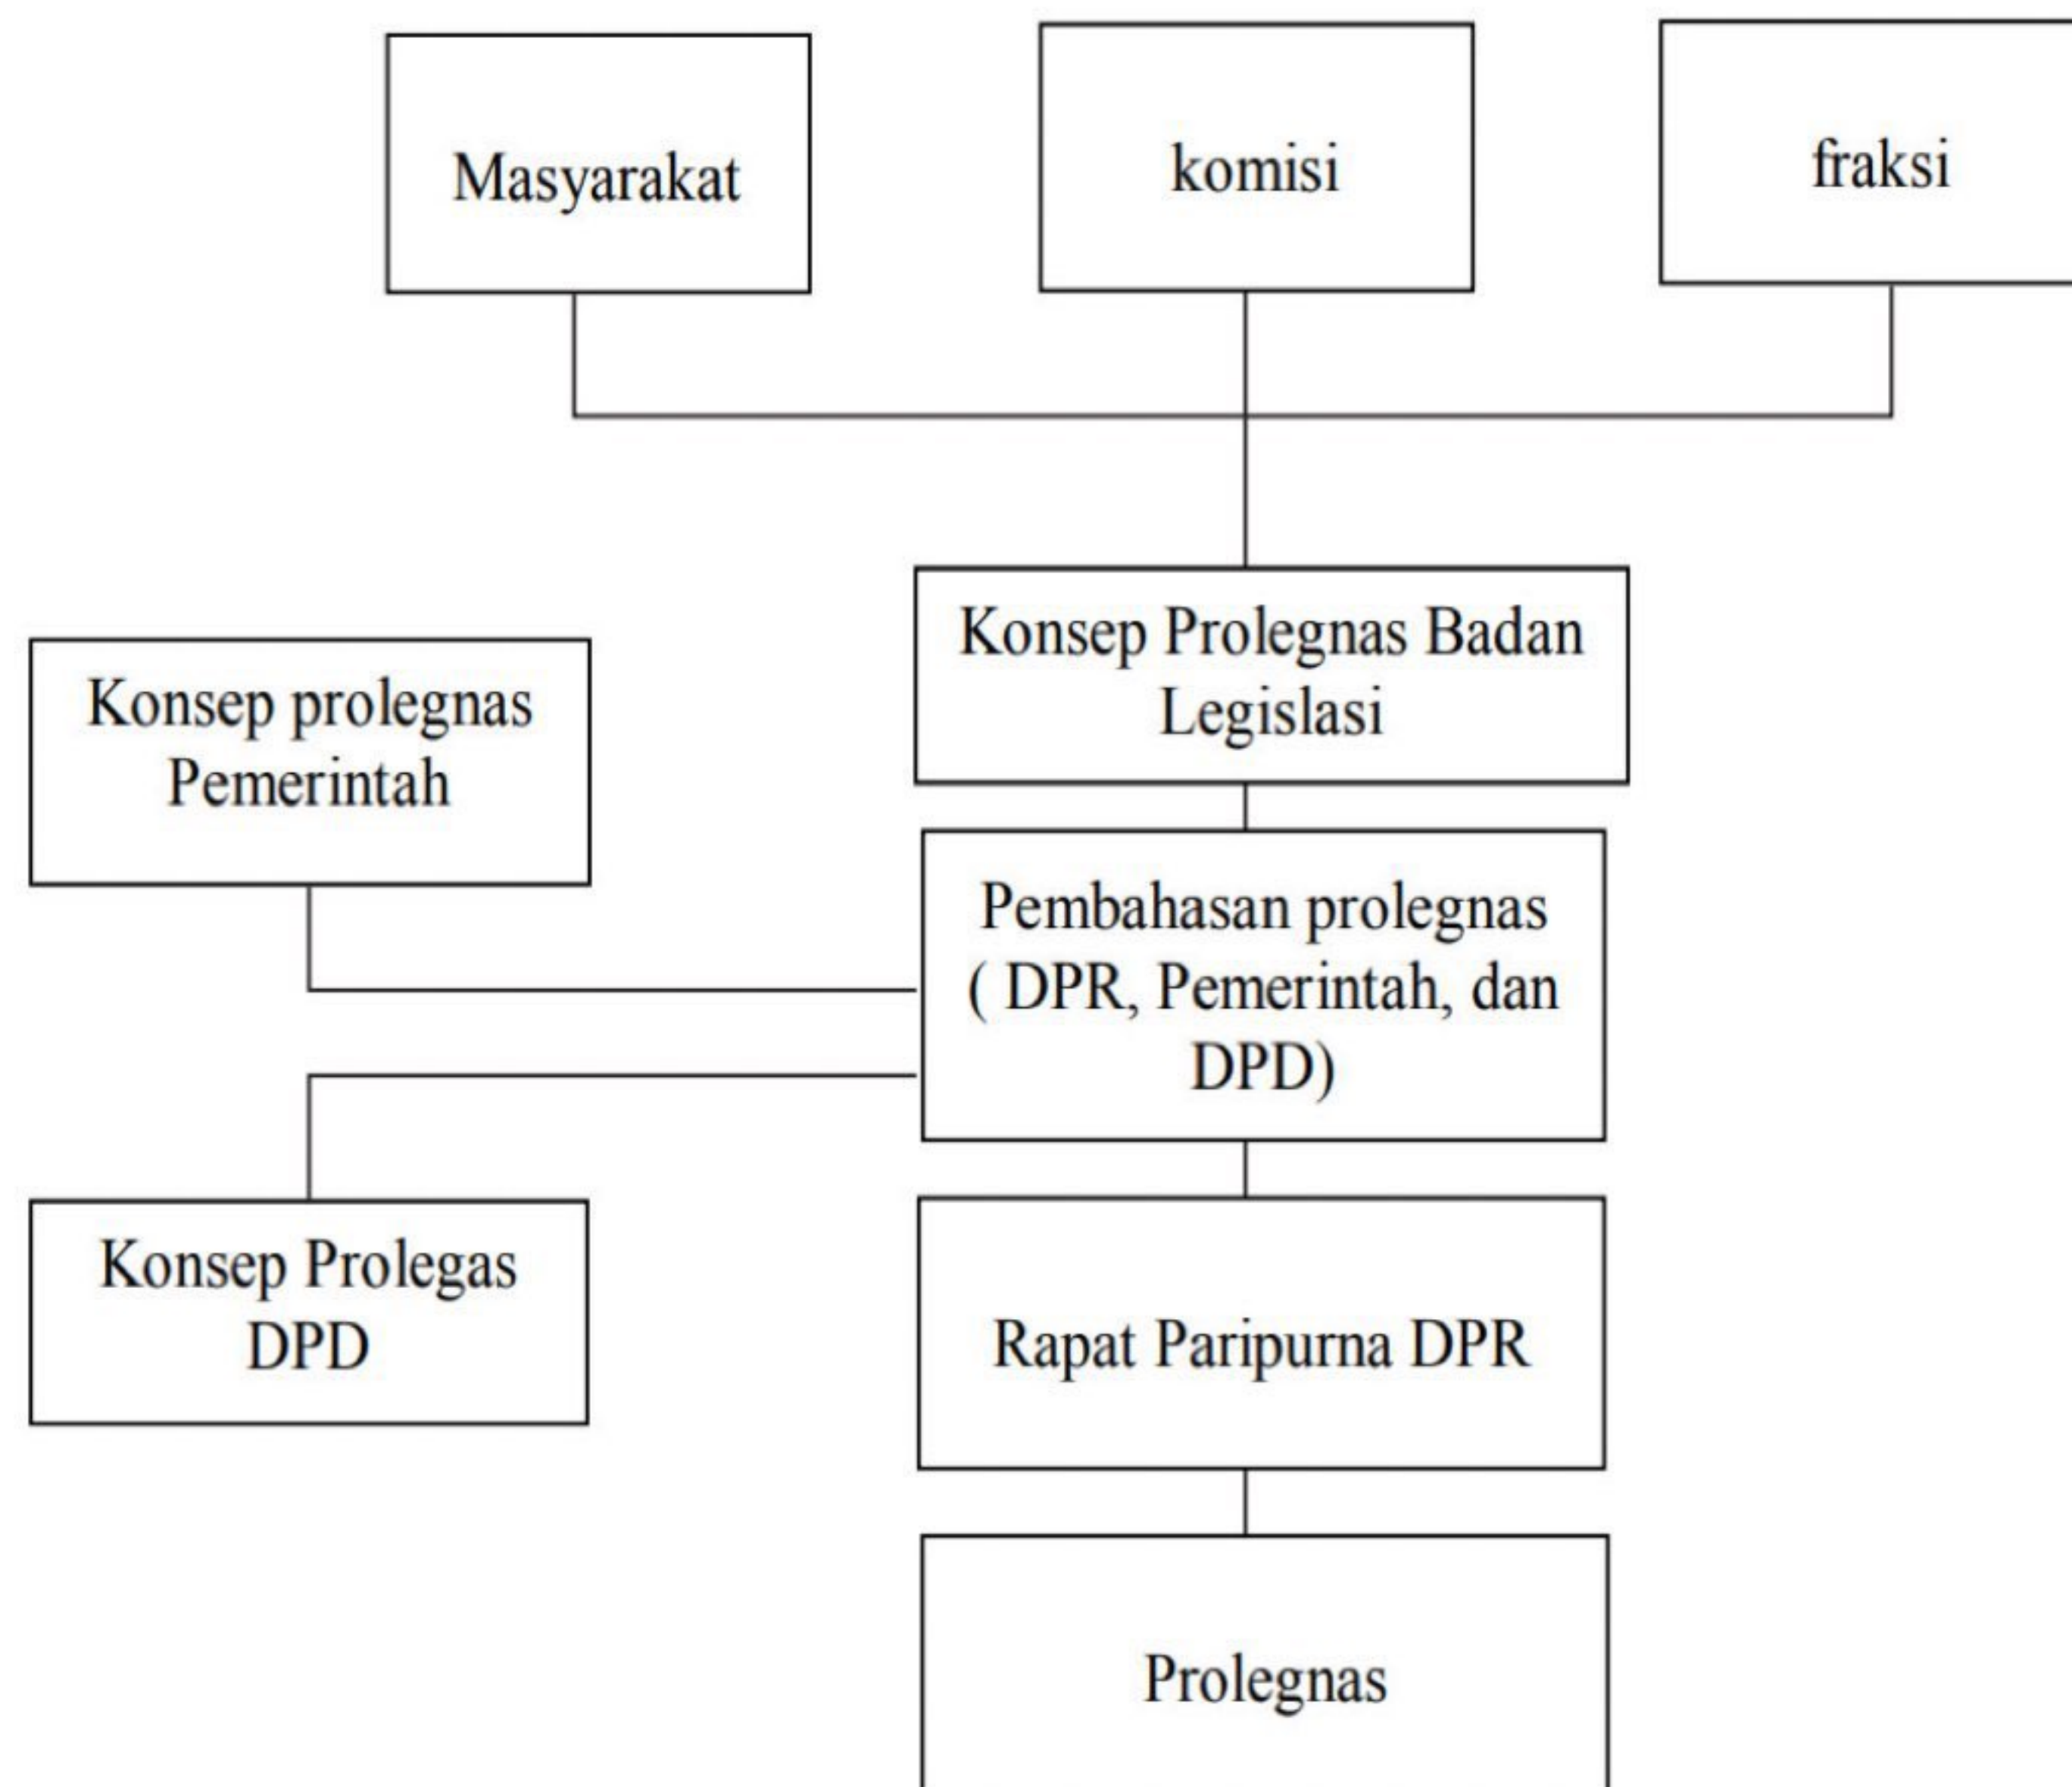 Masyarakat
komisi
fraksi
Konsep Prolegnas Badan
Legislasi
Konsep prolegnas
Pemerintah
Pembahasan prolegnas
( DPR, Pemerintah, dan
DPD)
Konsep Prolegas
DPD
Rapat Paripurna DPR
Prolegnas